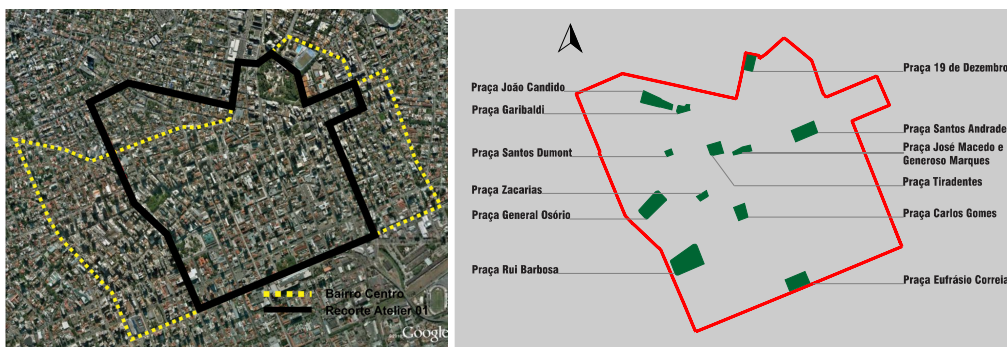 Bairro Centro
Recorte Atelier 01
Google
Praça João Candido
Praça Garibaldi
Praça Santos Dumont
Praça Zacarias
Praça General Osório
Praça Rui Barbosa
Praça 19 de Dezembro
Praça Santos Andrade
Praça José Macedo e
Generoso Marques
Praça Tiradentes
Praça Carlos Gomes
Praça Eufrásio Correia